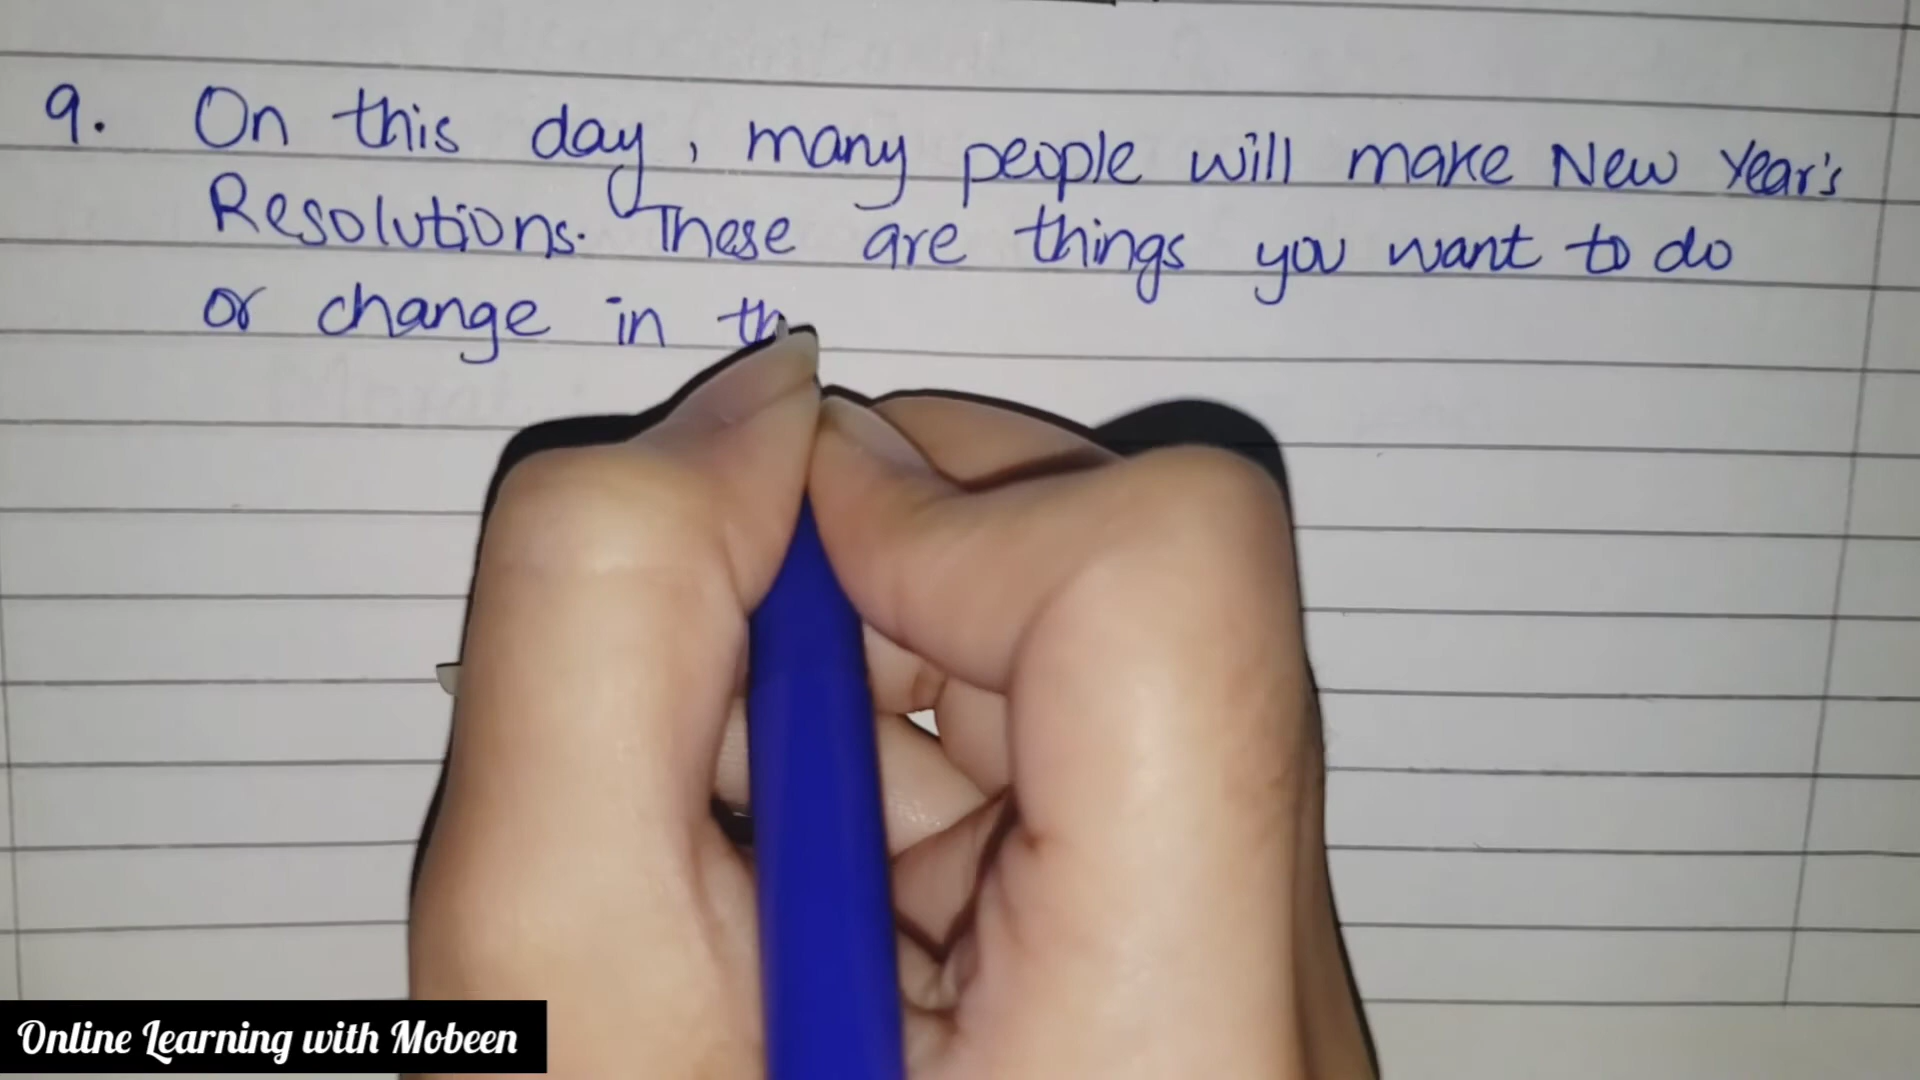 9. On this day, many people will make New Year's
Resolutions. These are things you want to do
or change in th
Online Learning with Mobeen